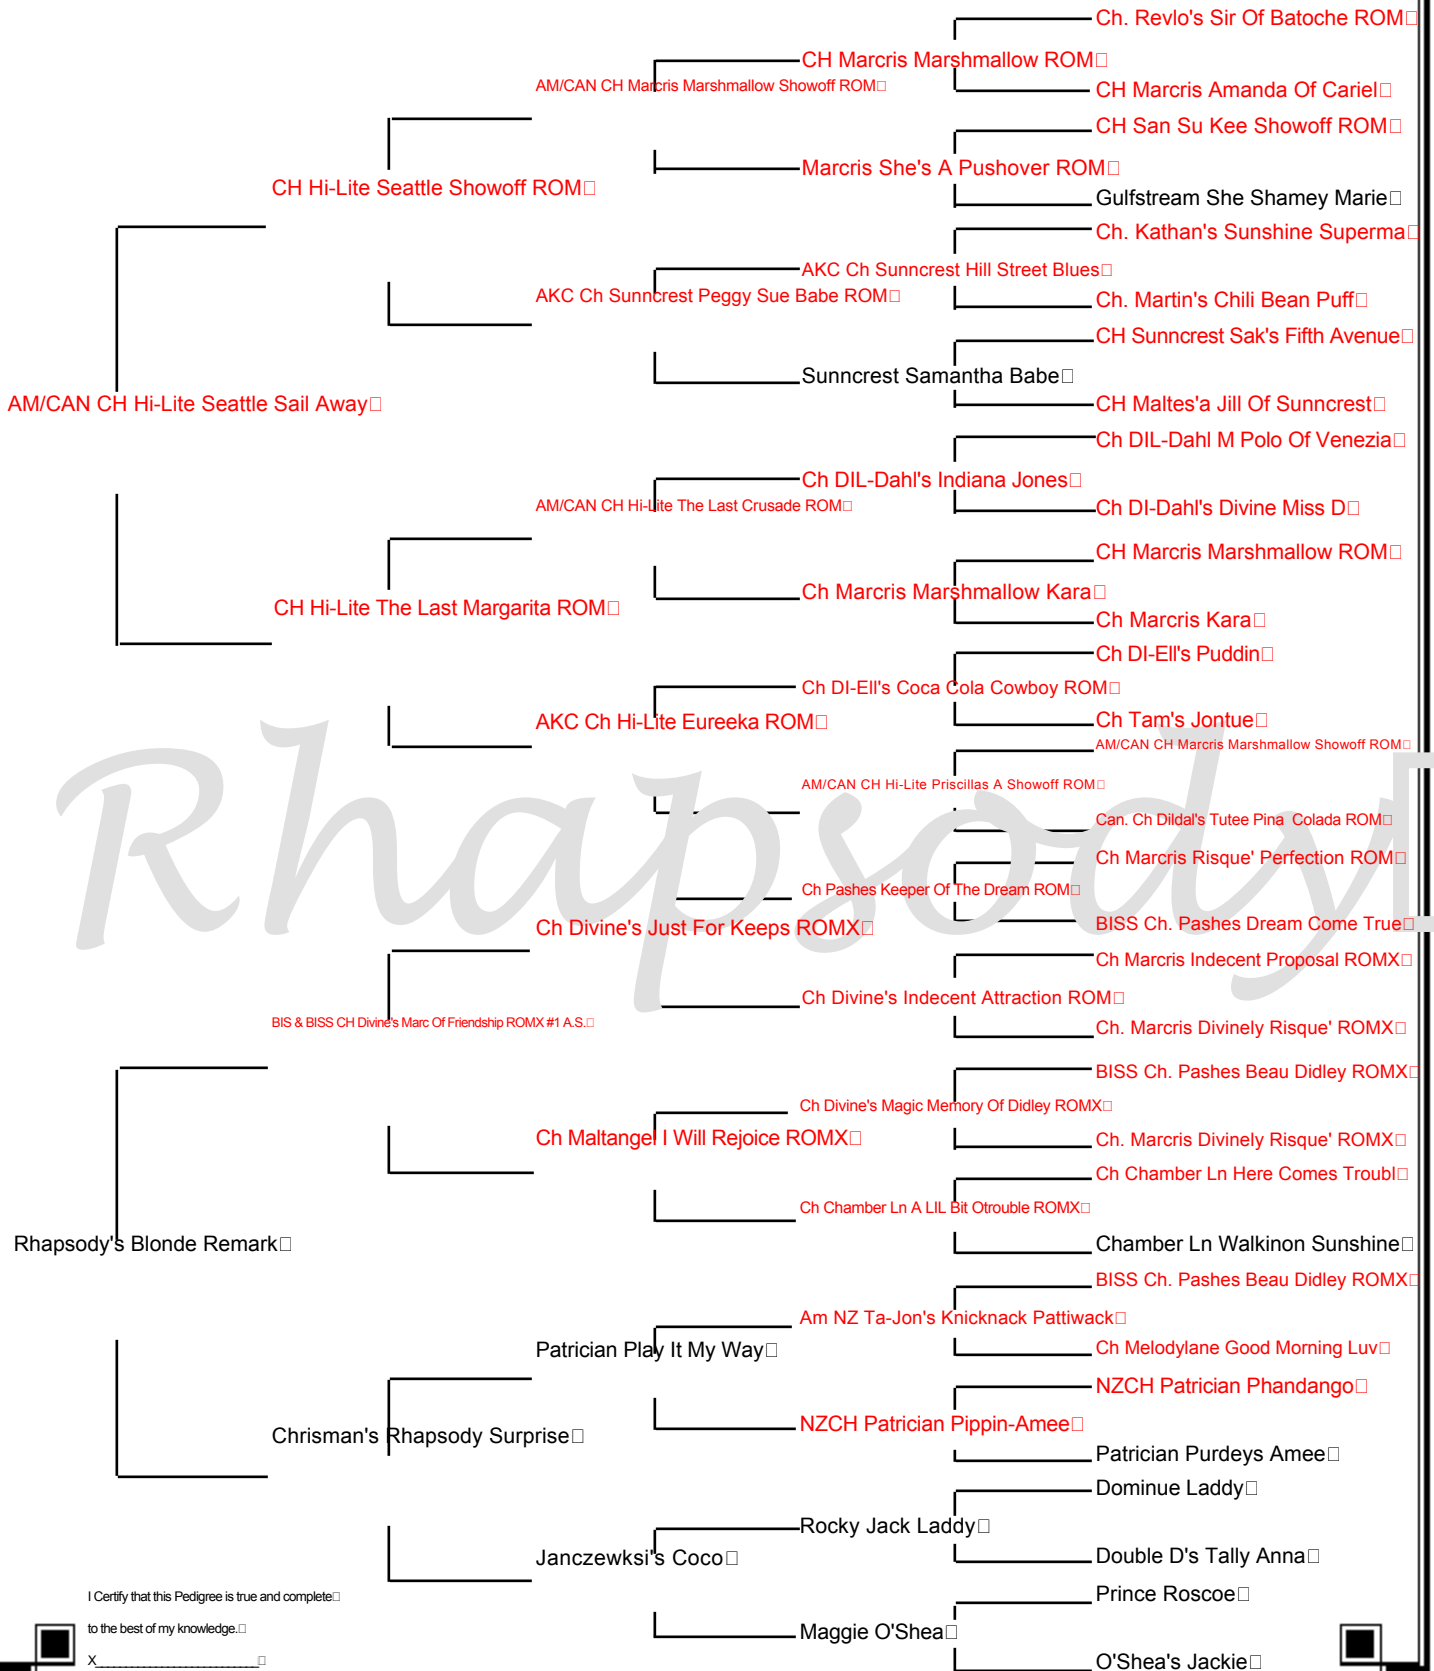 Ch. Revlo's Sir Of Batoche ROM
CH Marcris Marshmallow ROM
AM/CAN CH Marcris Marshmallow Showoff ROM
CH Marcris Amanda Of Cariel
CH San Su Kee Showoff ROM
Marcris She's A Pushover ROM
CH Hi-Lite Seattle Showoff ROM
Gulfstream She Shamey Marie
Ch. Kathan's Sunshine Superma
AKC Ch Sunncrest Hill Street Blues
AKC Ch Sunncrest Peggy Sue Babe ROM
Ch. Martin's Chili Bean Puff
CH Sunncrest Sak's Fifth Avenue
Sunncrest Samantha Babe
AM/CAN CH Hi-Lite Seattle Sail Away
CH Maltes'a Jill Of Sunncrest
Ch DIL-Dahl M Polo Of Venezia
Ch DIL-Dahl's Indiana Jones
AM/CAN CH Hi-Lite The Last Crusade ROM
Ch DI-Dahl's Divine Miss D
CH Marcris Marshmallow ROM
Ch Marcris Marshmallow Kara
CH Hi-Lite The Last Margarita ROM
Ch Marcris Kara
Ch DI-Ell's Puddin
Ch DI-Ell's Coca Cola Cowboy ROM
AKC Ch Hi-Lite Eureeka ROM
Ch Tam's Jontue
AM/CAN CH Marcris Marshmallow Showoff ROM
AM/CAN CH Hi-Lite Priscillas A Showoff ROM
Can. Ch Dildal's Tutee Pina Colada ROM
Rhapsody
Ch Marcris Risque' Perfection ROM
Ch Pashes Keeper Of The Dream ROM
Ch Divine's Just For Keeps ROMX
BISS Ch. Pashes Dream Come True
Ch Marcris Indecent Proposal ROMX
Ch Divine's Indecent Attraction ROM
BIS & BISS CH Divine's Marc Of Friendship ROMX #1 A.S.
Ch. Marcris Divinely Risque' ROMX
BISS Ch. Pashes Beau Didley ROMX
Ch Divine's Magic Memory Of Didley ROMX
Ch Maltangel I Will Rejoice ROMX
Ch. Marcris Divinely Risque' ROMX
Ch Chamber Ln Here Comes Troubl
Ch Chamber Ln A LIL Bit Otrouble ROMX
Rhapsody's Blonde Remark
Chamber Ln Walkinon Sunshine
BISS Ch. Pashes Beau Didley ROMX
Am NZ Ta-Jon's Knicknack Pattiwack
Patrician Play It My Way
Ch Melodylane Good Morning Luv
NZCH Patrician Phandango
NZCH Patrician Pippin-Amee
Chrisman's Rhapsody Surprise
Patrician Purdeys Amee
Dominue Laddy
Rocky Jack Laddy
Janczewksi's Coco
Double D's Tally Anna
Prince Roscoe
Maggie O'Shea
O'Shea's Jackie
I Certify that this Pedigree is true and complete
to the best of my knowledge.
X___________________________